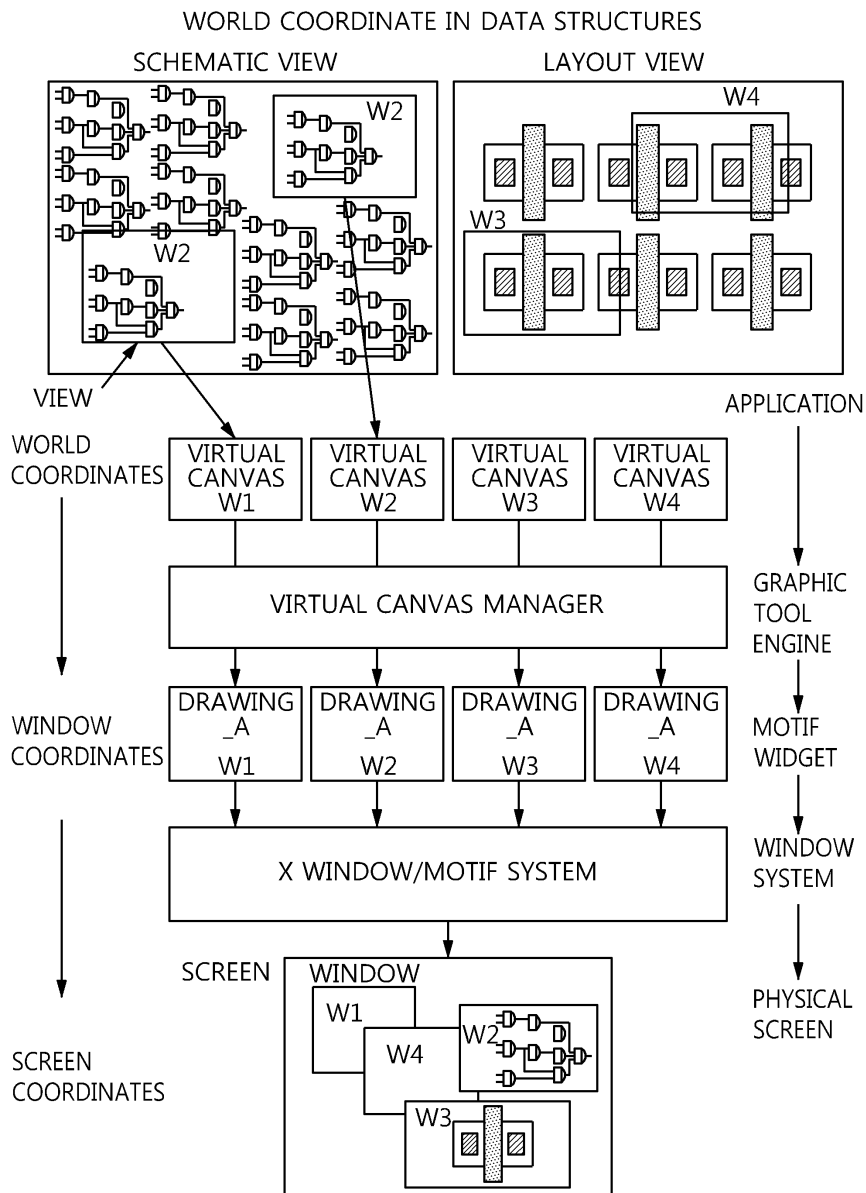 WORLD COORDINATE IN DATA STRUCTURES
SCHEMATIC VIEW
LAYOUT VIEW
W2
W4
W2
W3
VIEW
APPLICATION
WORLD
COORDINATES
VIRTUAL
CANVAS
W1
VIRTUAL
CANVAS
W2
VIRTUAL
CANVAS
W3
VIRTUAL
CANVAS
W4
VIRTUAL CANVAS MANAGER
GRAPHIC
TOOL
ENGINE
WINDOW
COORDINATES
DRAWING
_A
W1
DRAWING
_A
W2
DRAWING
_A
W3
DRAWING
_A
W4
MOTIF
WIDGET
X WINDOW/MOTIF SYSTEM
WINDOW
SYSTEM
SCREEN
WINDOW
W1
W4
W2
W3
PHYSICAL
SCREEN
SCREEN
COORDINATES